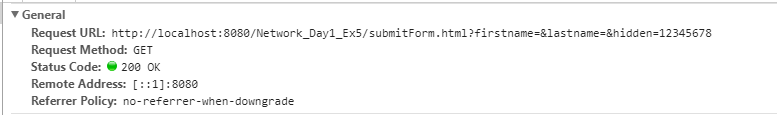 General
Request URL: http://localhost:8080/Network_Day1_Ex5/submitForm.html?firstname=&lastname=&hidden=12345678
Request Method: GET
Status Code: 200 OK
Remote Address: [::1]:8080
Referrer Policy: no-referrer-when-downgrade